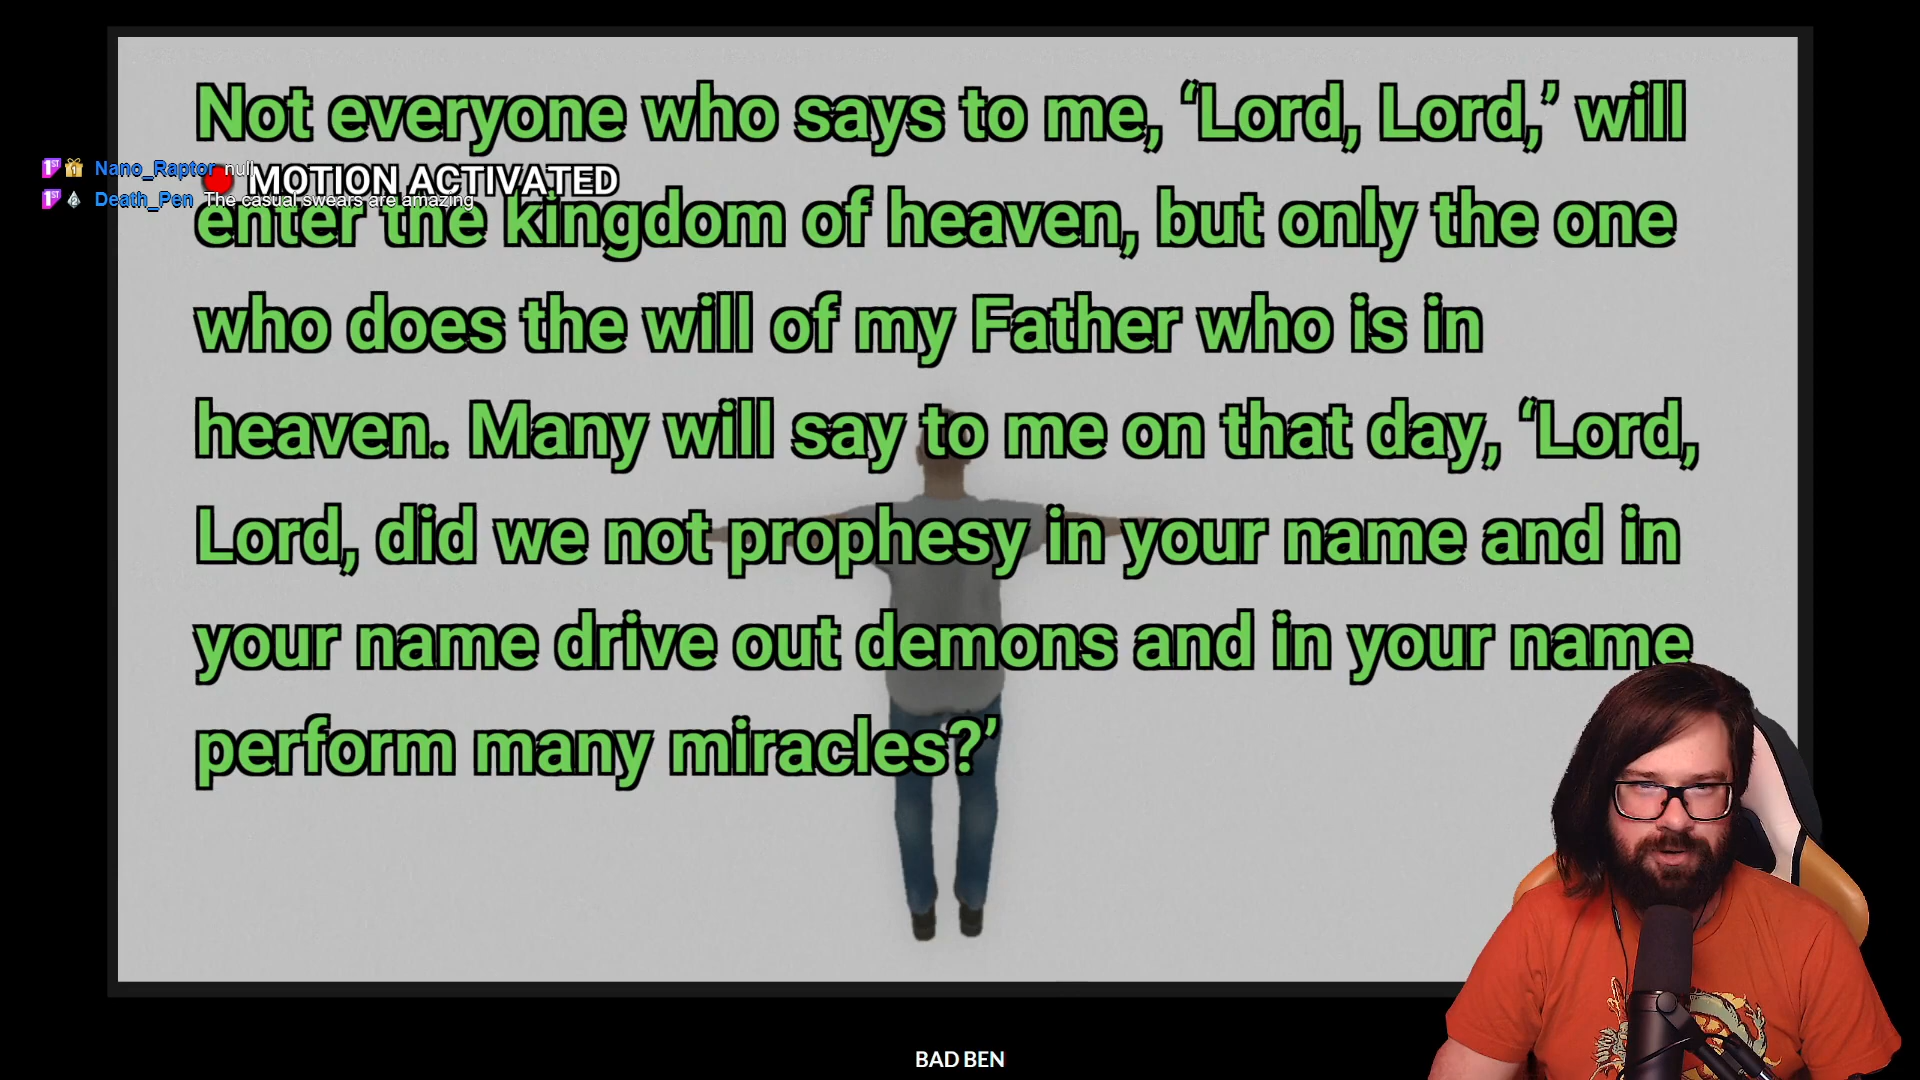 Not everyone who says to me, ‘Lord, Lord,’ will
Nano_Raptor null
MOTION ACTIVATED
Death_Pen The casual swears are amazing
enter the kingdom of heaven, but only the one
who does the will of my Father who is in
heaven. Many will say to me on that day, ‘Lord,
Lord, did we not prophesy in your name and in
your name drive out demons and in your name
perform many miracles?’
BAD BEN